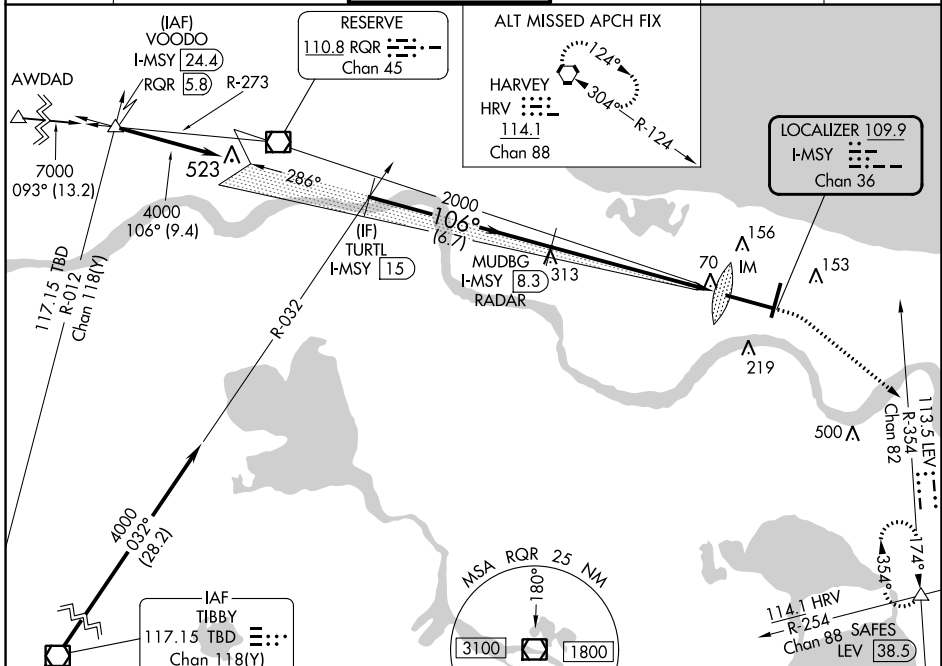 (IAF)
VOODO
I-MSY 24.4
RQR 5.8
R-273
AWDAD
7000
093° (13.2)
4000
106° (9.4)
523
RESERVE
110.8 RQR
Chan 45
ALT MISSED APCH FIX
HARVEY
HRV
114.1
Chan 88
124°
304°
R-124
LOCALIZER 109.9
I-MSY
Chan 36
286°
2000
106°
(6.7)
(IF)
TURTL
I-MSY 15
MUDBG
I-MSY 8.3
RADAR
313
70
156
IM
153
219
500
117.15 TBD
R-012
Chan 118(Y)
R-032
4000
032°
(28.2)
IAF
TIBBY
117.15 TBD
Chan 118(Y)
MSA RQR 25 NM
180°
3100
1800
113.5 LEV
R-354
Chan 82
354°
174°
114.1 HRV
R-254
Chan 88
SAFES
LEV 38.5